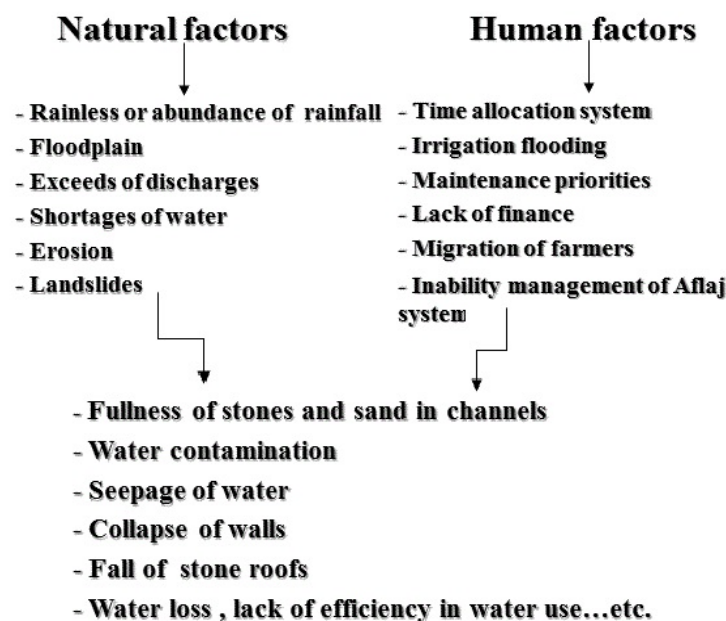 Natural factors
- Rainless or abundance of rainfall
- Floodplain
- Exceeds of discharges
- Shortages of water
- Erosion
- Landslides
Human factors
- Time allocation system
- Irrigation flooding
- Maintenance priorities
- Lack of finance
- Migration of farmers
- Inability management of Aflaj
system
- Fullness of stones and sand in channels
- Water contamination
- Seepage of water
- Collapse of walls
- Fall of stone roofs
- Water loss , lack of efficiency in water use...etc.